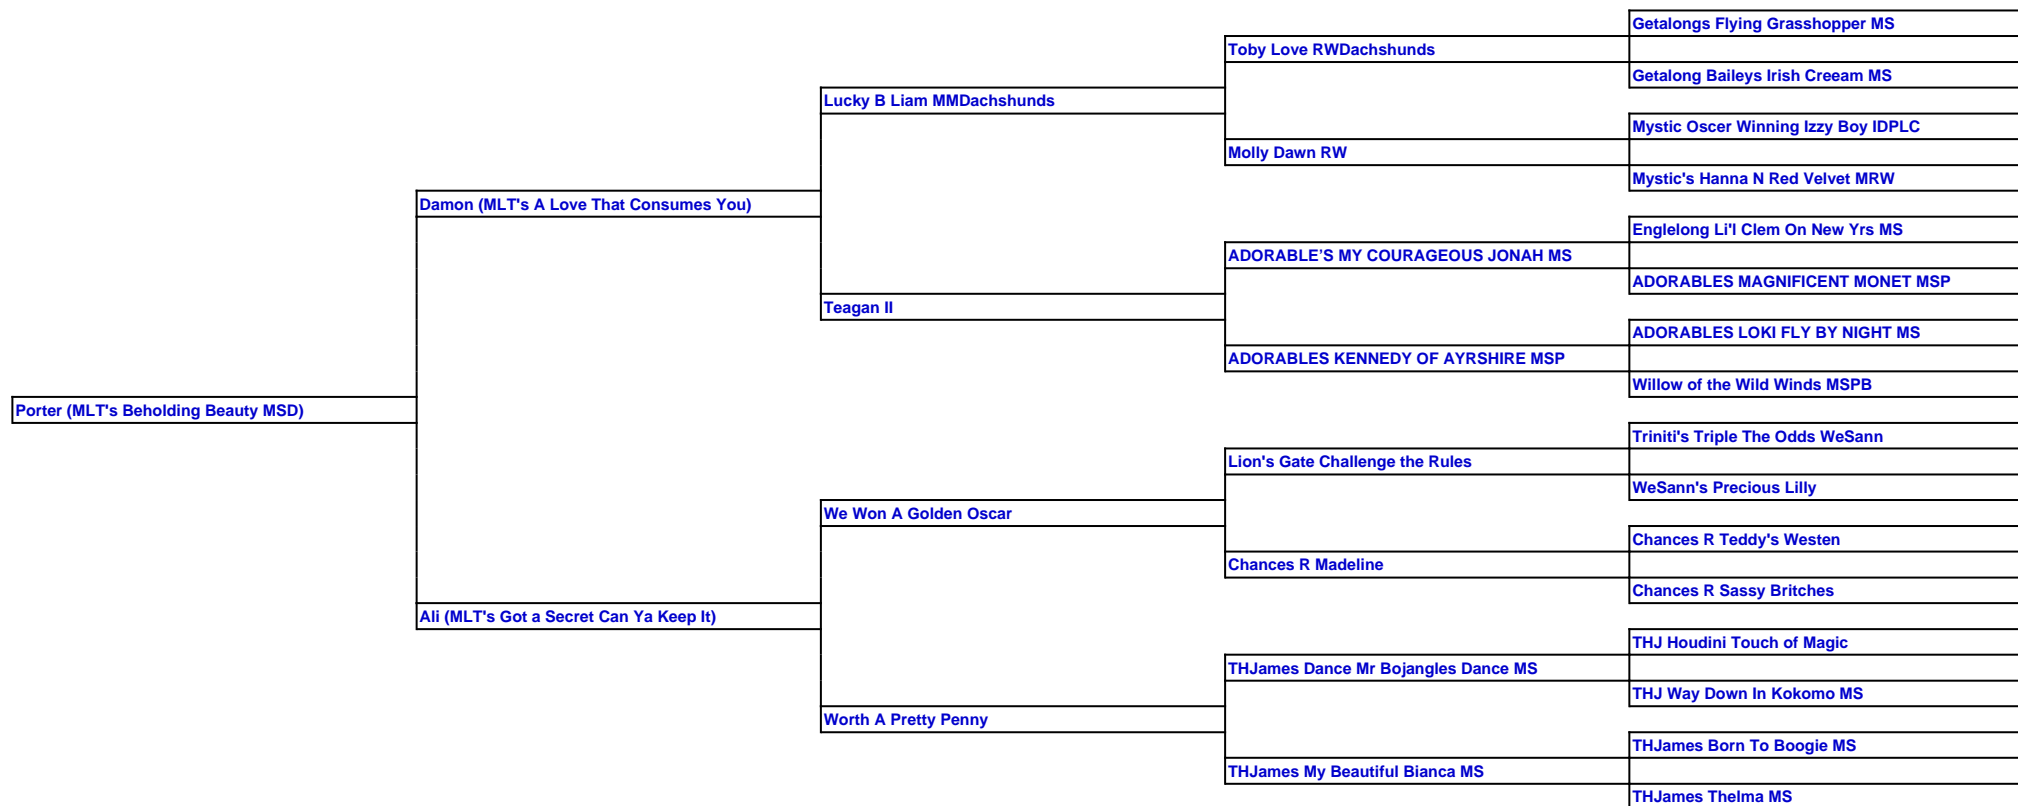 Getalongs Flying Grasshopper MS
Toby Love RWDachshunds
Getalong Baileys Irish Creeam MS
Lucky B Liam MMDachshunds
Mystic Oscer Winning Izzy Boy IDPLC
Molly Dawn RW
Mystic's Hanna N Red Velvet MRW
Damon (MLT's A Love That Consumes You)
Englelong Li'l Clem On New Yrs MS
ADORABLE’S MY COURAGEOUS JONAH MS
ADORABLES MAGNIFICENT MONET MSP
Teagan II
ADORABLES LOKI FLY BY NIGHT MS
ADORABLES KENNEDY OF AYRSHIRE MSP
Willow of the Wild Winds MSPB
Porter (MLT's Beholding Beauty MSD)
Triniti's Triple The Odds WeSann
Lion's Gate Challenge the Rules
WeSann's Precious Lilly
We Won A Golden Oscar
Chances R Teddy's Westen
Chances R Madeline
Chances R Sassy Britches
Ali (MLT's Got a Secret Can Ya Keep It)
THJ Houdini Touch of Magic
THJames Dance Mr Bojangles Dance MS
THJ Way Down In Kokomo MS
Worth A Pretty Penny
THJames Born To Boogie MS
THJames My Beautiful Bianca MS
THJames Thelma MS